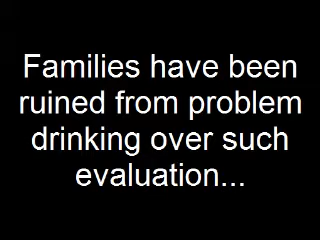 Families have been
ruined from problem
drinking over such
evaluation...